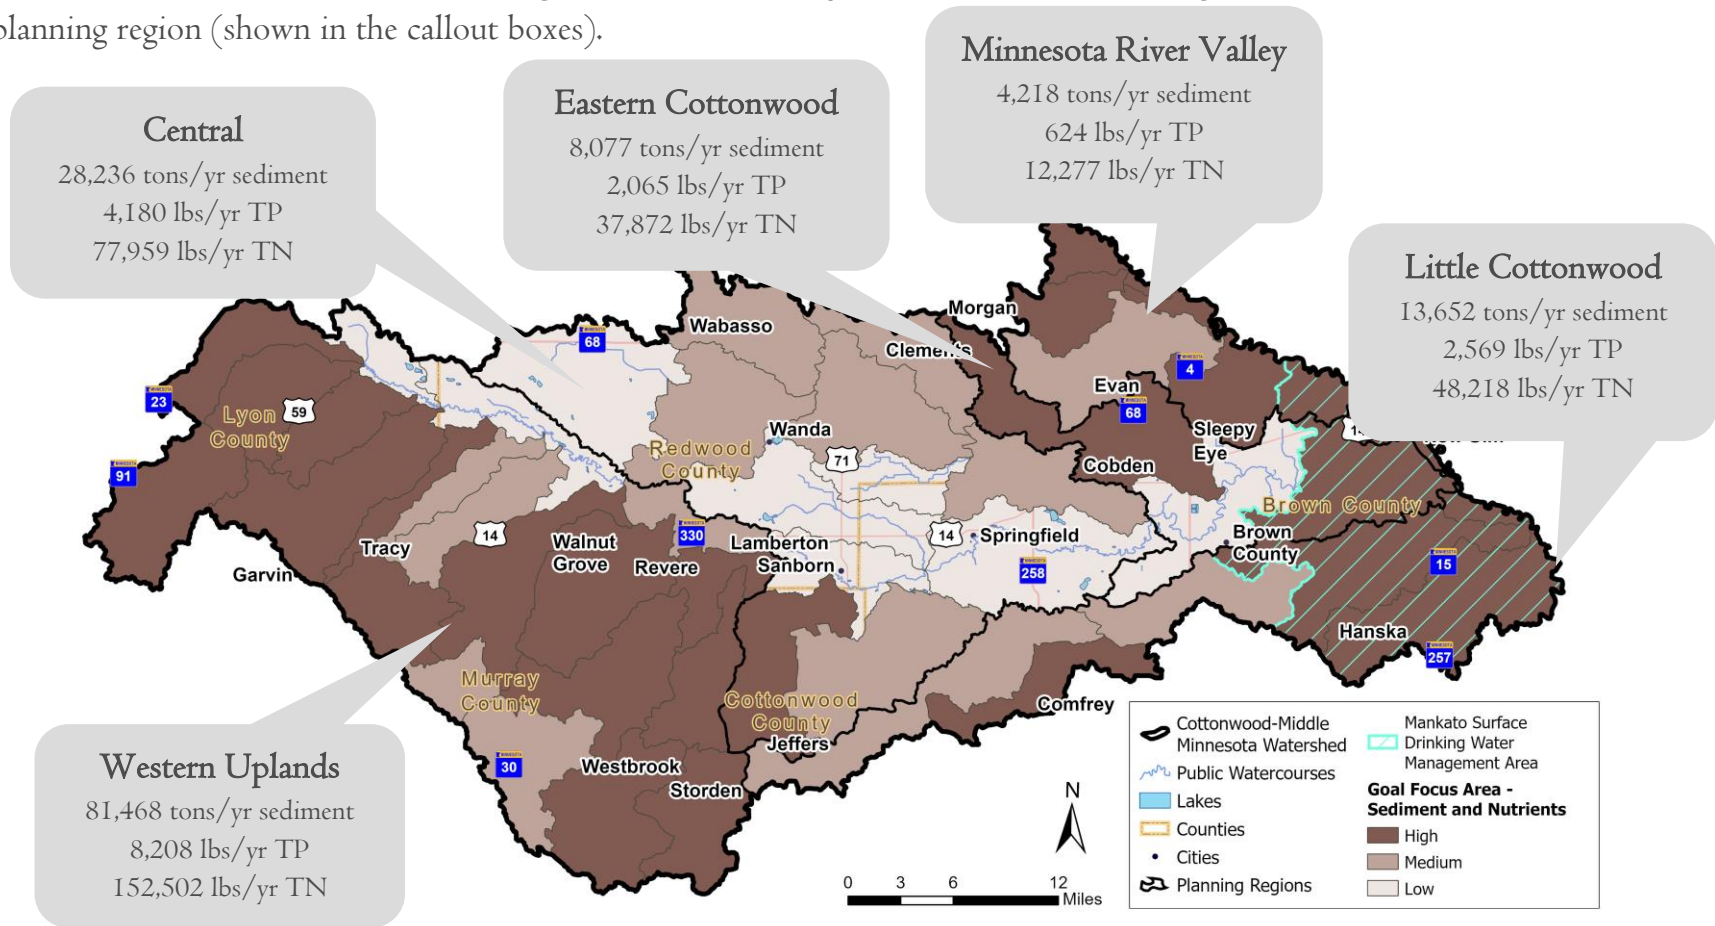 planning region (shown in the callout boxes).
Minnesota River Valley
4,218 tons/yr sediment
624 lbs/yr TP
12,277 lbs/yr TN
Eastern Cottonwood
8,077 tons/yr sediment
2,065 lbs/yr TP
37,872 lbs/yr TN
Central
28,236 tons/yr sediment
4,180 lbs/yr TP
77,959 lbs/yr TN
Little Cottonwood
13,652 tons/yr sediment
2,569 lbs/yr TP
48,218 lbs/yr TN
Morgan
Wabasso
68
Clements
4
Evan
68
23
Lyon
County
59
Wanda
Sleepy
Eye
Redwood
County
71
Cobden
91
Brown County
14
Springfield
14
330
Tracy
Walnut
Grove
Revere
Lamberton
Sanborn
Brown
County
258
15
Garvin
Hanska
257
Murray
County
Cottonwood
County
Comfrey
Jeffers
30
Westbrook
Storden
Western Uplands
81,468 tons/yr sediment
8,208 lbs/yr TP
152,502 lbs/yr TN
Cottonwood-Middle
Minnesota Watershed
Public Watercourses
Lakes
Counties
Cities
Planning Regions
Mankato Surface
Drinking Water
Management Area
Goal Focus Area -
Sediment and Nutrients
High
Medium
Low
N
0 3 6 12
Miles